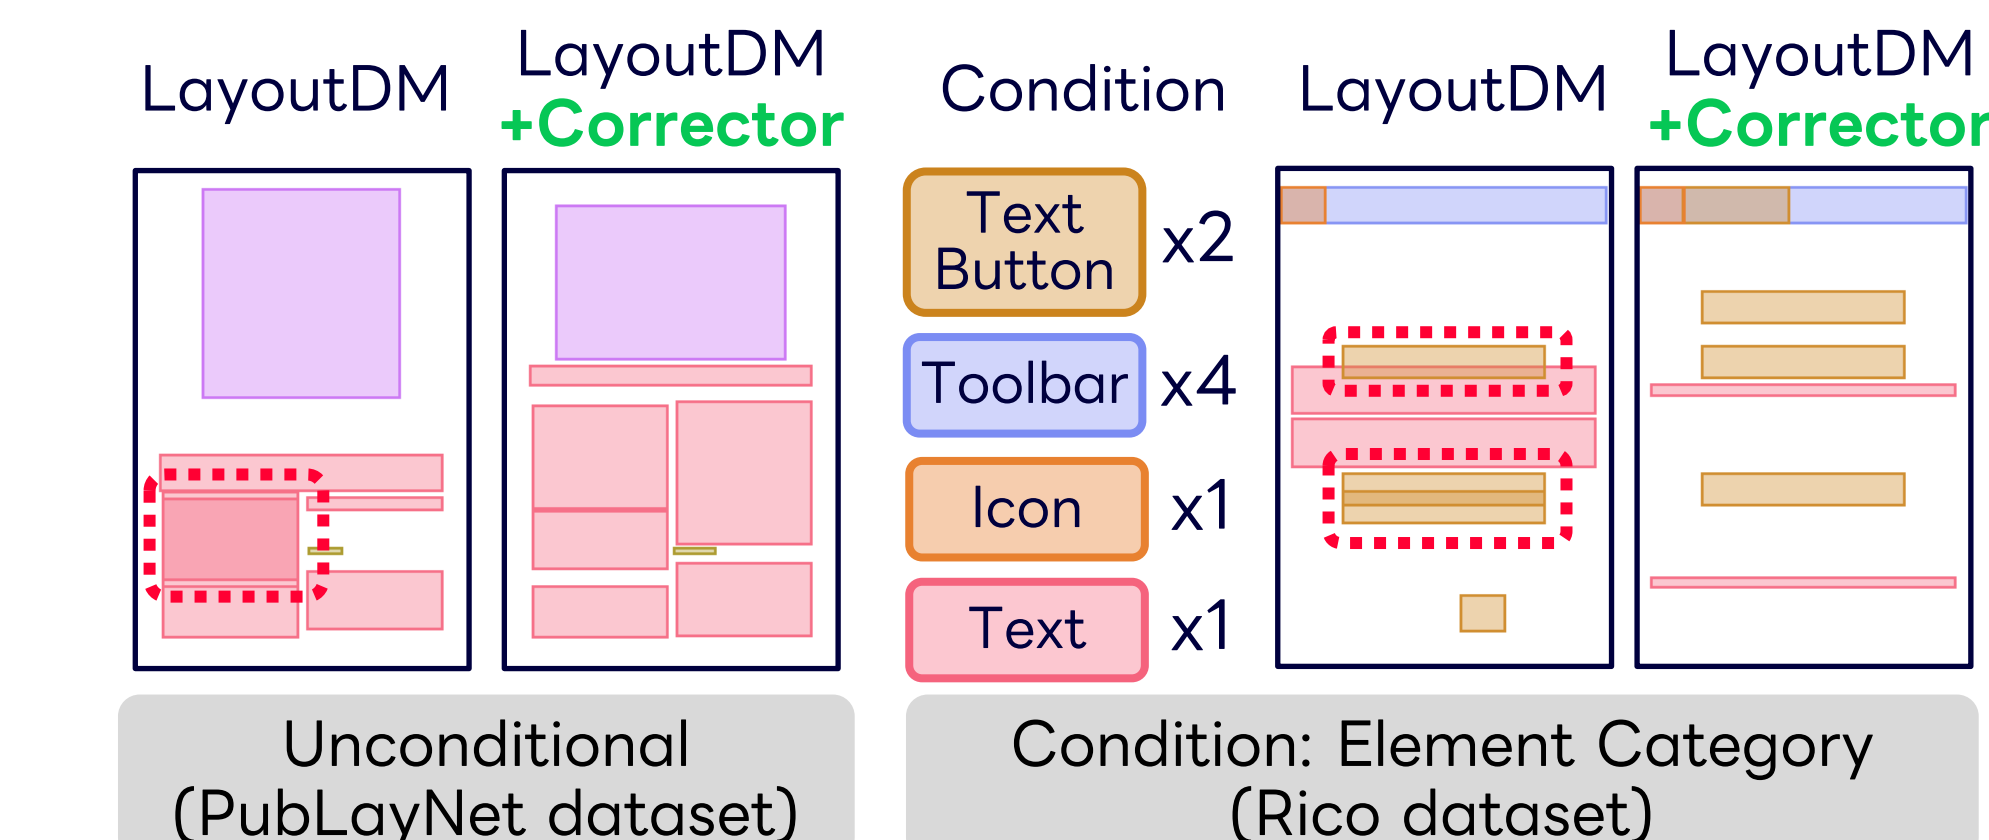 LayoutDM
LayoutDM
+Corrector
Condition
LayoutDM
LayoutDM
+Corrector
Text
Button
x2
Toolbar
x4
Icon
x1
Text
x1
Unconditional
(PubLayNet dataset)
Condition: Element Category
(Rico dataset)